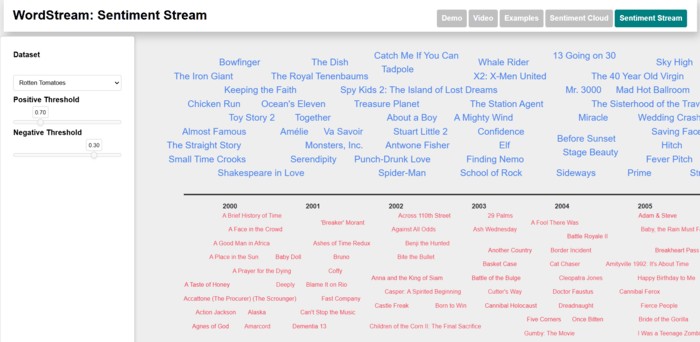 WordStream: Sentiment Stream
Demo Video Examples Sentiment Cloud Sentiment Stream
Dataset
Rotten Tomatoes
Positive Threshold
0.70
Negative Threshold
0.30
Catch Me If You Can 13 Going on 30
Bowfinger The Dish Whale Rider Sky High
Tadpole
The Iron Giant The Royal Tenenbaums X2: X-Men United The 40 Year Old Virgin
Keeping the Faith Spy Kids 2: The Island of Lost Dreams Mr. 3000 Mad Hot Ballroom
Chicken Run Ocean's Eleven Treasure Planet The Station Agent The Sisterhood of the Trav
Toy Story 2 Together About a Boy A Mighty Wind Miracle Wedding Crash
Almost Famous Amélie Va Savoir Stuart Little 2 Confidence Saving Face
Before Sunset
The Straight Story Monsters, Inc. Antwone Fisher Elf Hitch
Stage Beauty
Small Time Crooks Serendipity Punch-Drunk Love Finding Nemo Fever Pitch
Shakespeare in Love Spider-Man School of Rock Sideways Prime
2000 2001 2002 2003 2004 2005
A Brief History of Time Across 110th Street 29 Palms Adam & Steve
'Breaker' Morant A Fool There Was
A Face in the Crowd Against All Odds Ash Wednesday Baby, the Rain Must F
Battle Royale II
A Good Man in Africa Ashes of Time Redux Benji the Hunted
Another Country Border Incident Breakheart Pass
A Place in the Sun Baby Doll Bruno Bite the Bullet
Basket Case Cat Chaser Amityville 1992: It's About Time
A Prayer for the Dying Coffy
Anna and the King of Siam Battle of the Bulge Cleopatra Jones Happy Birthday to Me
A Taste of Honey Deeply Blame It on Rio
Casper: A Spirited Beginning Cutter's Way Doctor Faustus Cannibal Ferox
Accattone (The Procurer) (The Scrounger) Fast Company
Castle Freak Born to Win Cannibal Holocaust Dreadnaught Fierce People
Action Jackson Alaska Can't Stop the Music
Five Corners Once Bitten Bride of the Gorilla
Agnes of God Amarcord Dementia 13 Children of the Corn II: The Final Sacrifice
Gumby: The Movie I Was a Teenage Zomb